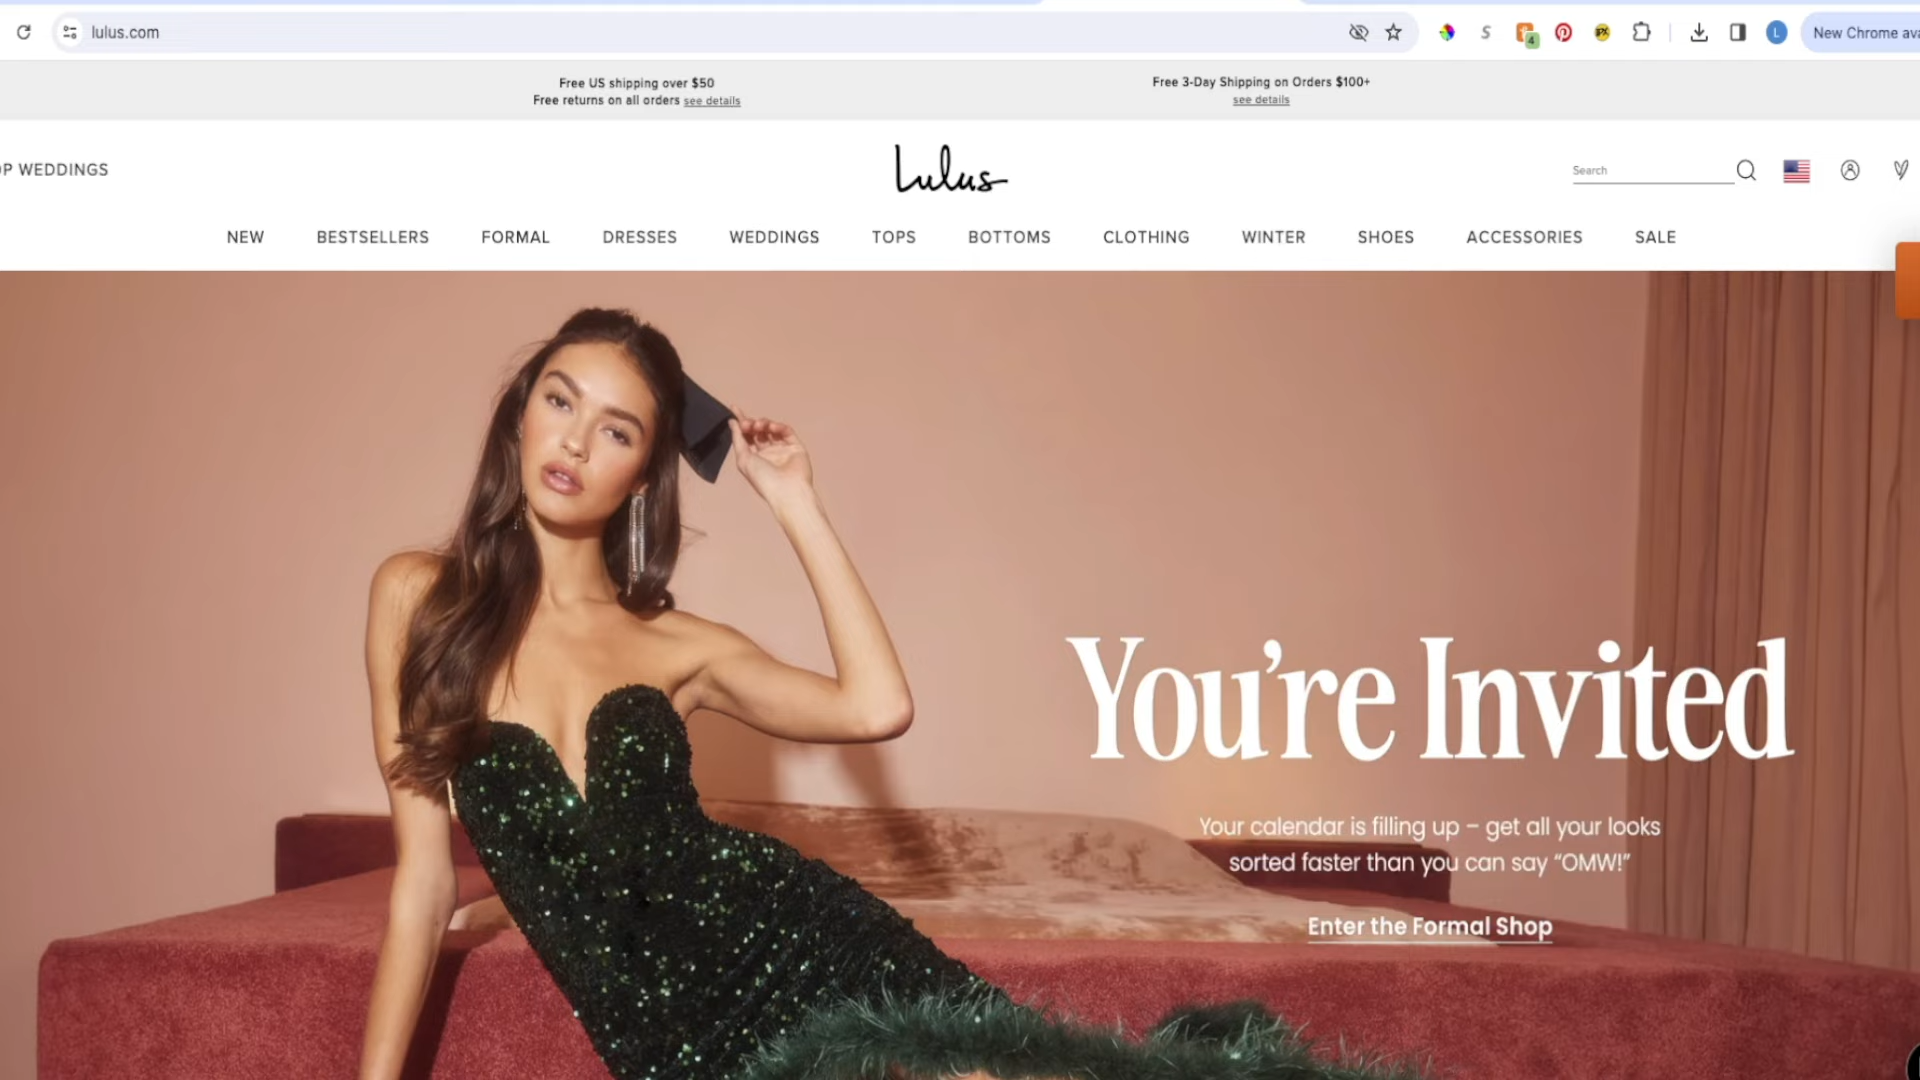 lulus.com
New Chrome ava
Free US shipping over $50
Free returns on all orders see details
Free 3-Day Shipping on Orders $100+
see details
OP WEDDINGS
Lulus
Search
NEW BESTSELLERS FORMAL DRESSES WEDDINGS TOPS BOTTOMS CLOTHING WINTER SHOES ACCESSORIES SALE
You're Invited
Your calendar is filling up – get all your looks
sorted faster than you can say “OMW!”
Enter the Formal Shop